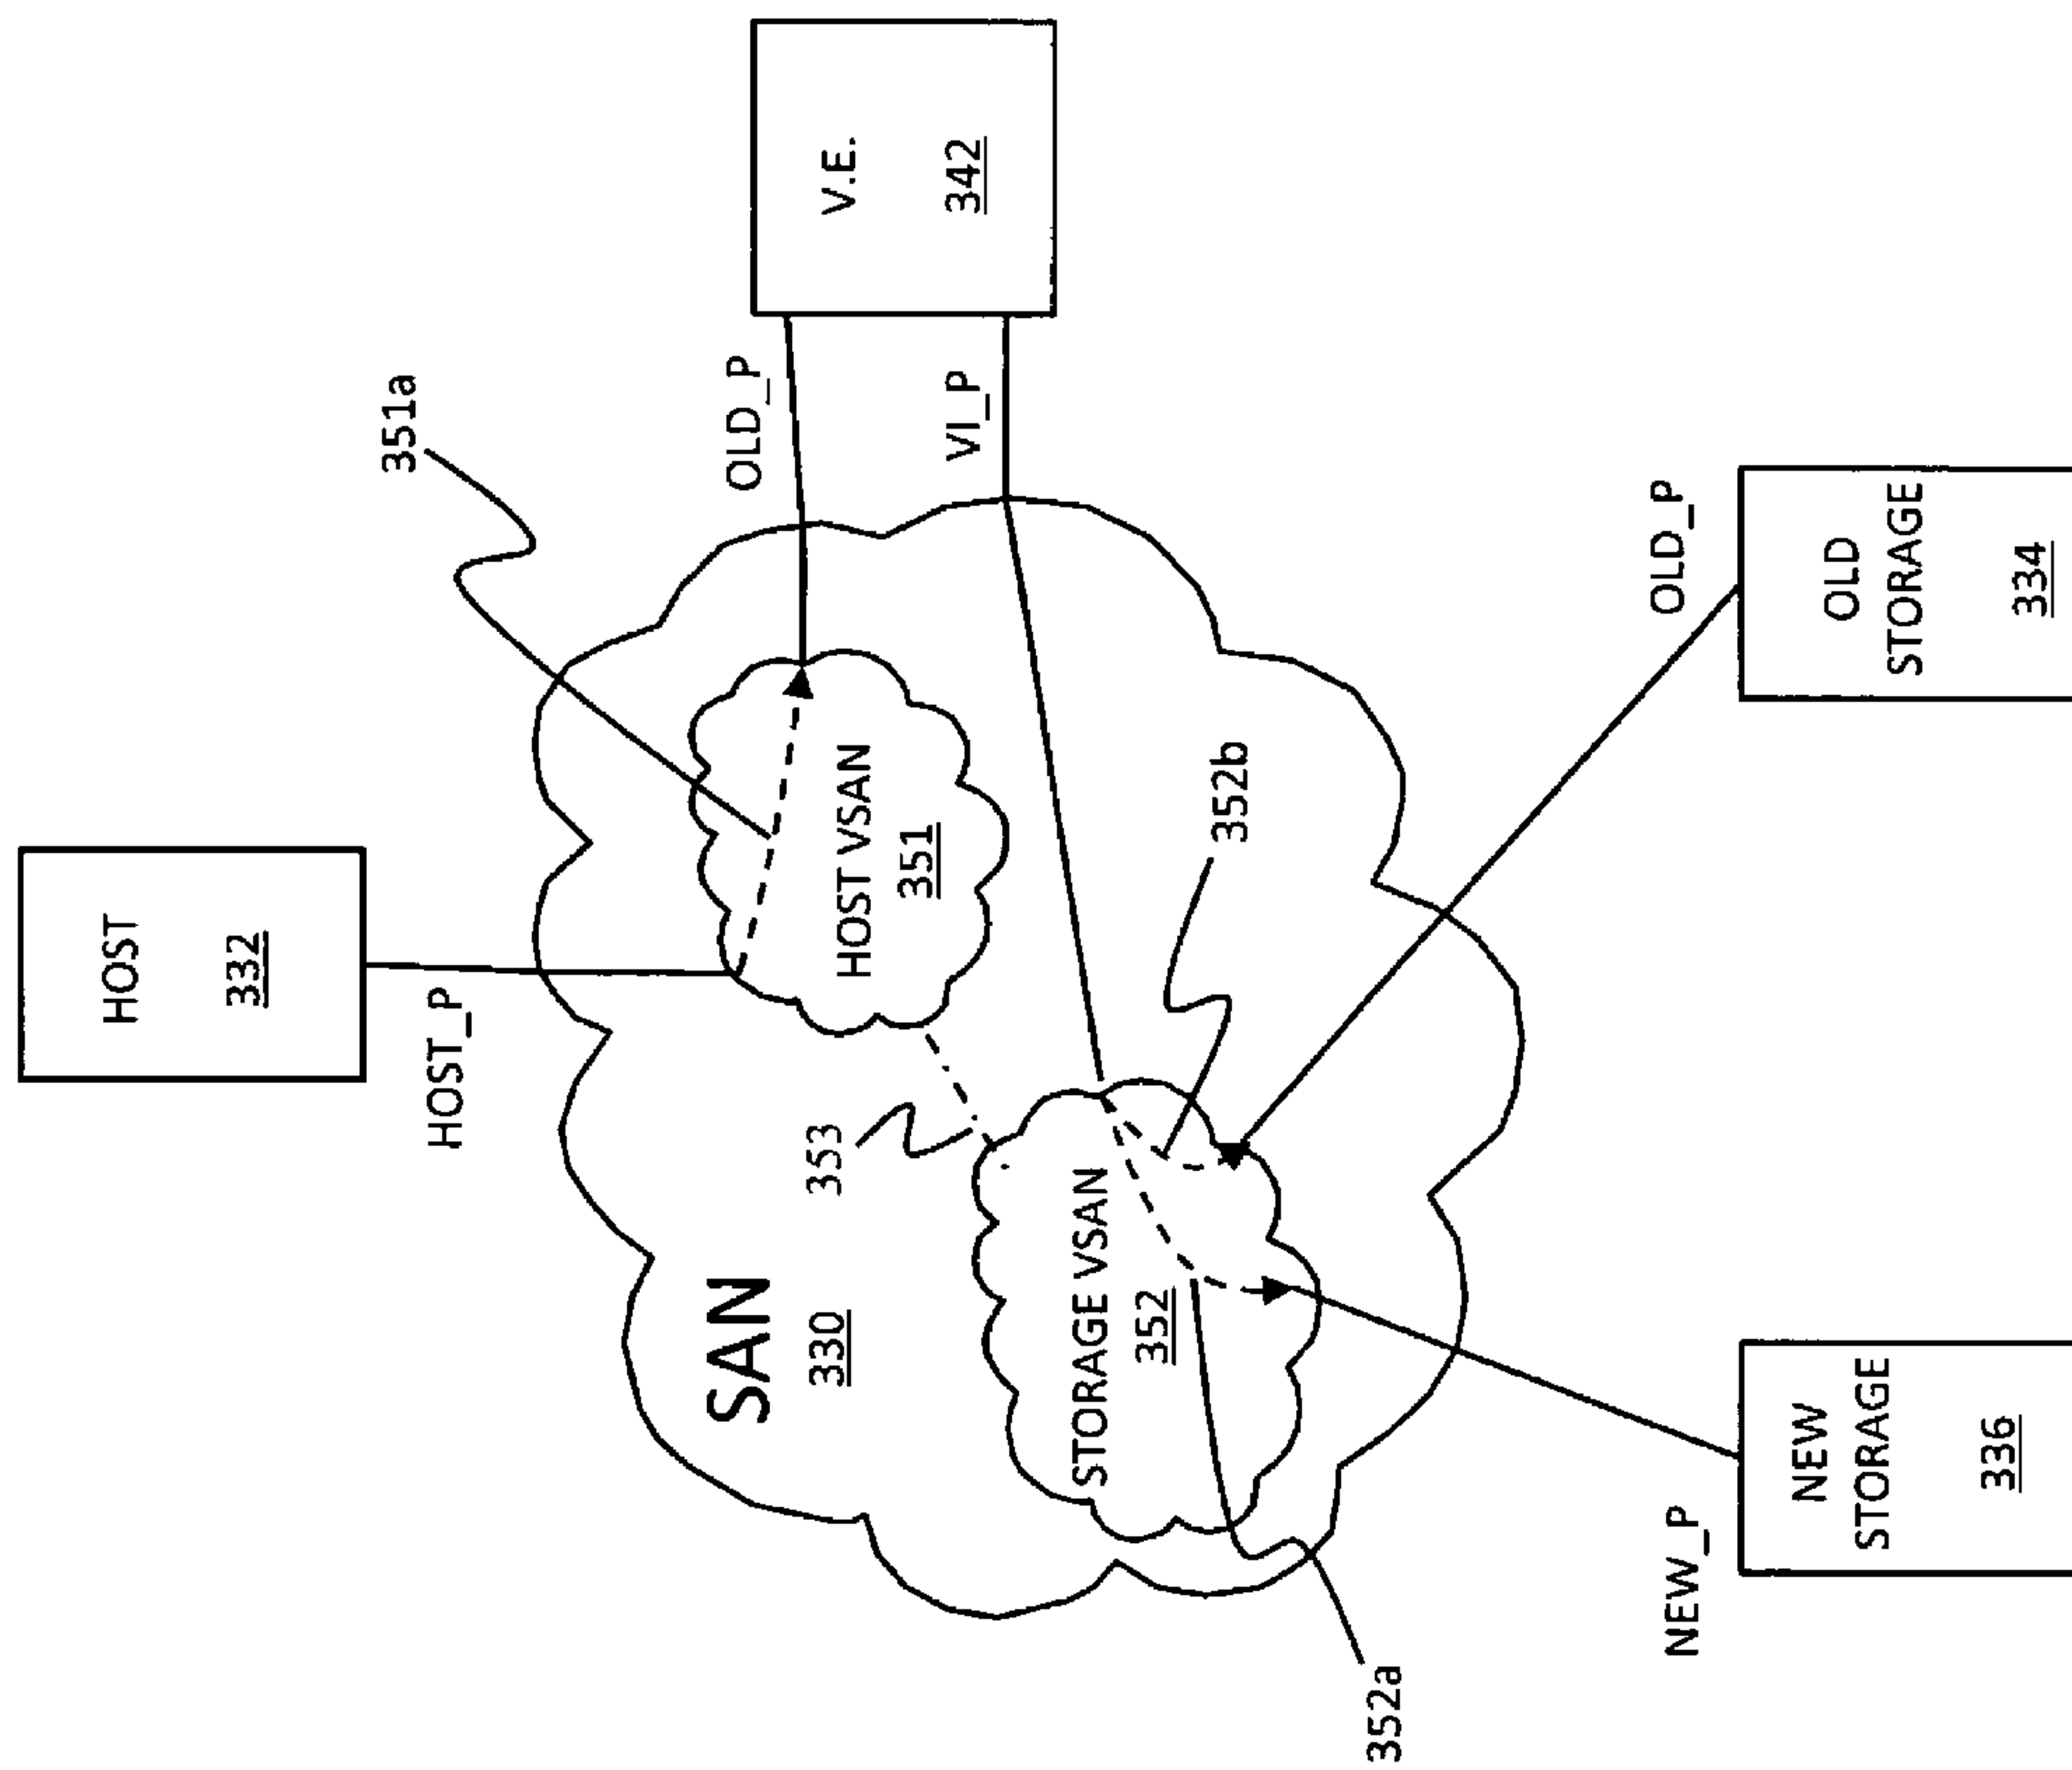 HOST
332
HOST_P
351a
OLD_P
VI_P
V.E.
342
HOST VSAN
351
353
SAN
330
STORAGE VSAN
352
352b
352a
OLD_P
OLD
STORAGE
334
NEW_P
NEW
STORAGE
336